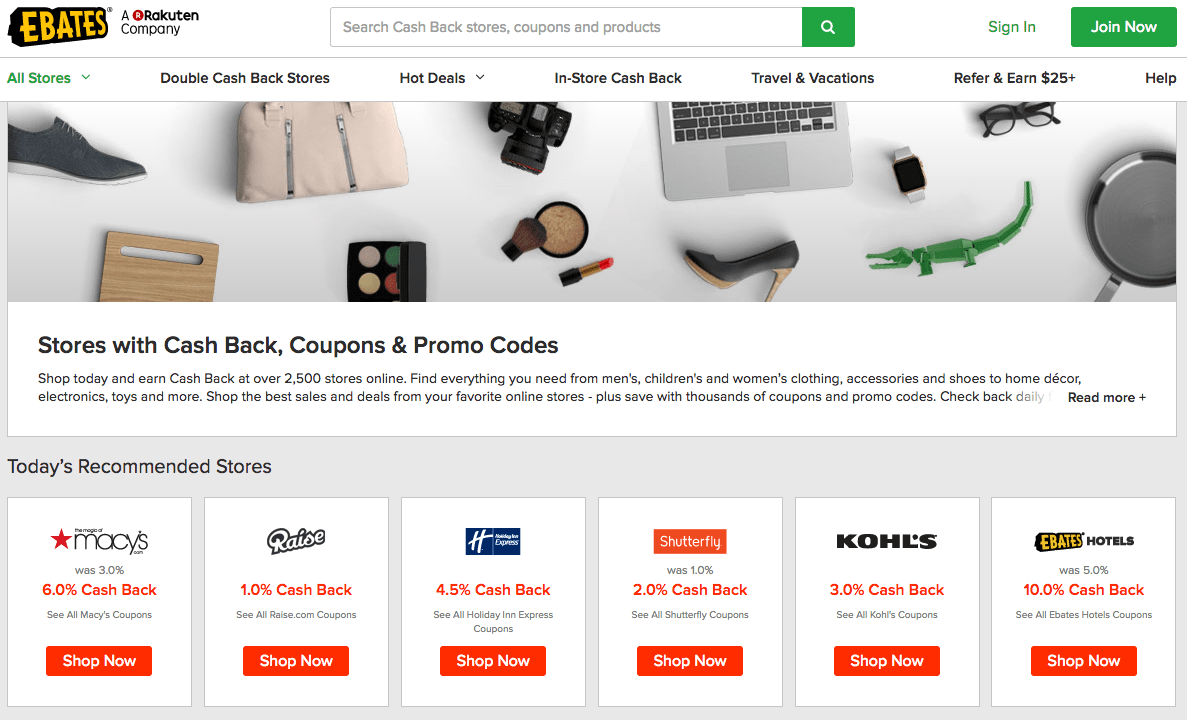 EBATES®
A Rakuten
Company
Search Cash Back stores, coupons and products
Sign In
Join Now
All Stores
Double Cash Back Stores
Hot Deals
In-Store Cash Back
Travel & Vacations
Refer & Earn $25+
Help
Stores with Cash Back, Coupons & Promo Codes
Shop today and earn Cash Back at over 2,500 stores online. Find everything you need from men's, children's and women's clothing, accessories and shoes to home décor,
electronics, toys and more. Shop the best sales and deals from your favorite online stores - plus save with thousands of coupons and promo codes. Check back daily
Read more +
Today's Recommended Stores
the magic of
macy's
.com
was 3.0%
6.0% Cash Back
See All Macy's Coupons
Shop Now
Raise
1.0% Cash Back
See All Raise.com Coupons
Shop Now
H
Holiday Inn
Express
4.5% Cash Back
See All Holiday Inn Express
Coupons
Shop Now
Shutterfly
was 1.0%
2.0% Cash Back
See All Shutterfly Coupons
Shop Now
KOHL'S
3.0% Cash Back
See All Kohl's Coupons
Shop Now
EBATES HOTELS
was 5.0%
10.0% Cash Back
See All Ebates Hotels Coupons
Shop Now